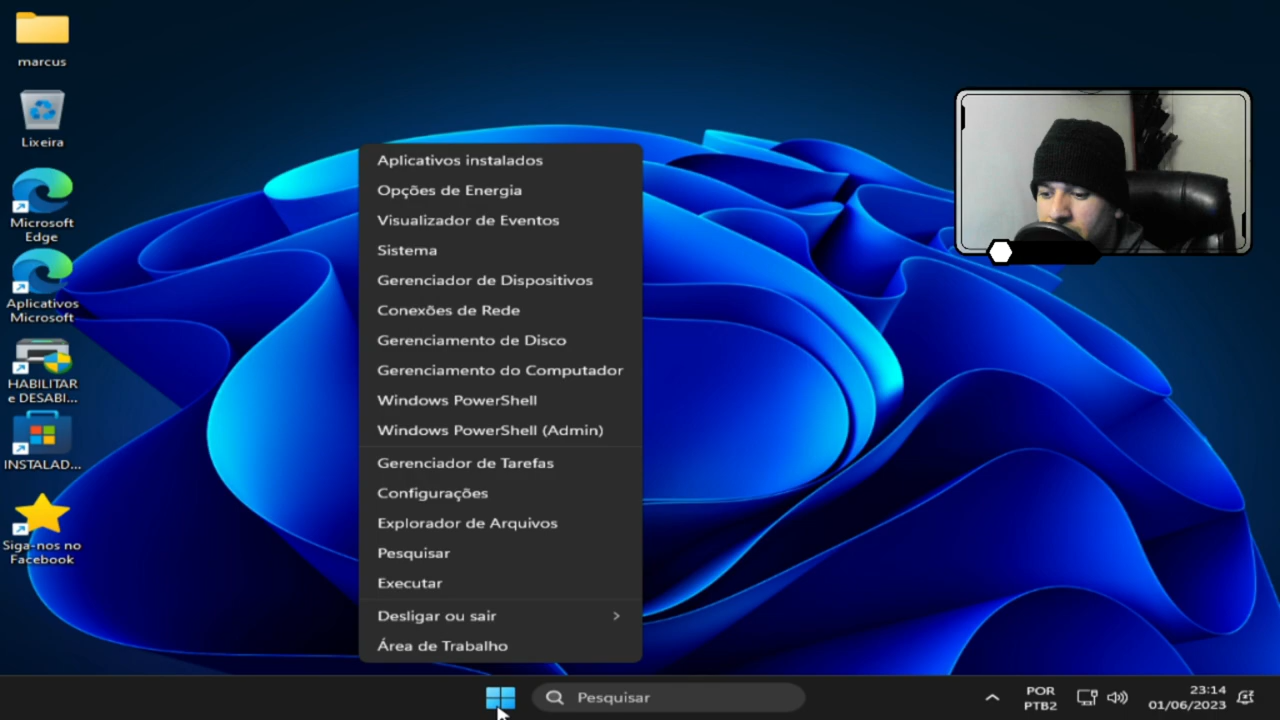 marcus
Lixeira
Microsoft
Edge
Aplicativos
Microsoft
HABILITAR
e DESABI...
INSTALAD...
Siga-nos no
Facebook
Aplicativos instalados
Opções de Energia
Visualizador de Eventos
Sistema
Gerenciador de Dispositivos
Conexões de Rede
Gerenciamento de Disco
Gerenciamento do Computador
Windows PowerShell
Windows PowerShell (Admin)
Gerenciador de Tarefas
Configurações
Explorador de Arquivos
Pesquisar
Executar
Desligar ou sair
Área de Trabalho
Pesquisar
POR
PTB2
23:14
01/06/2023